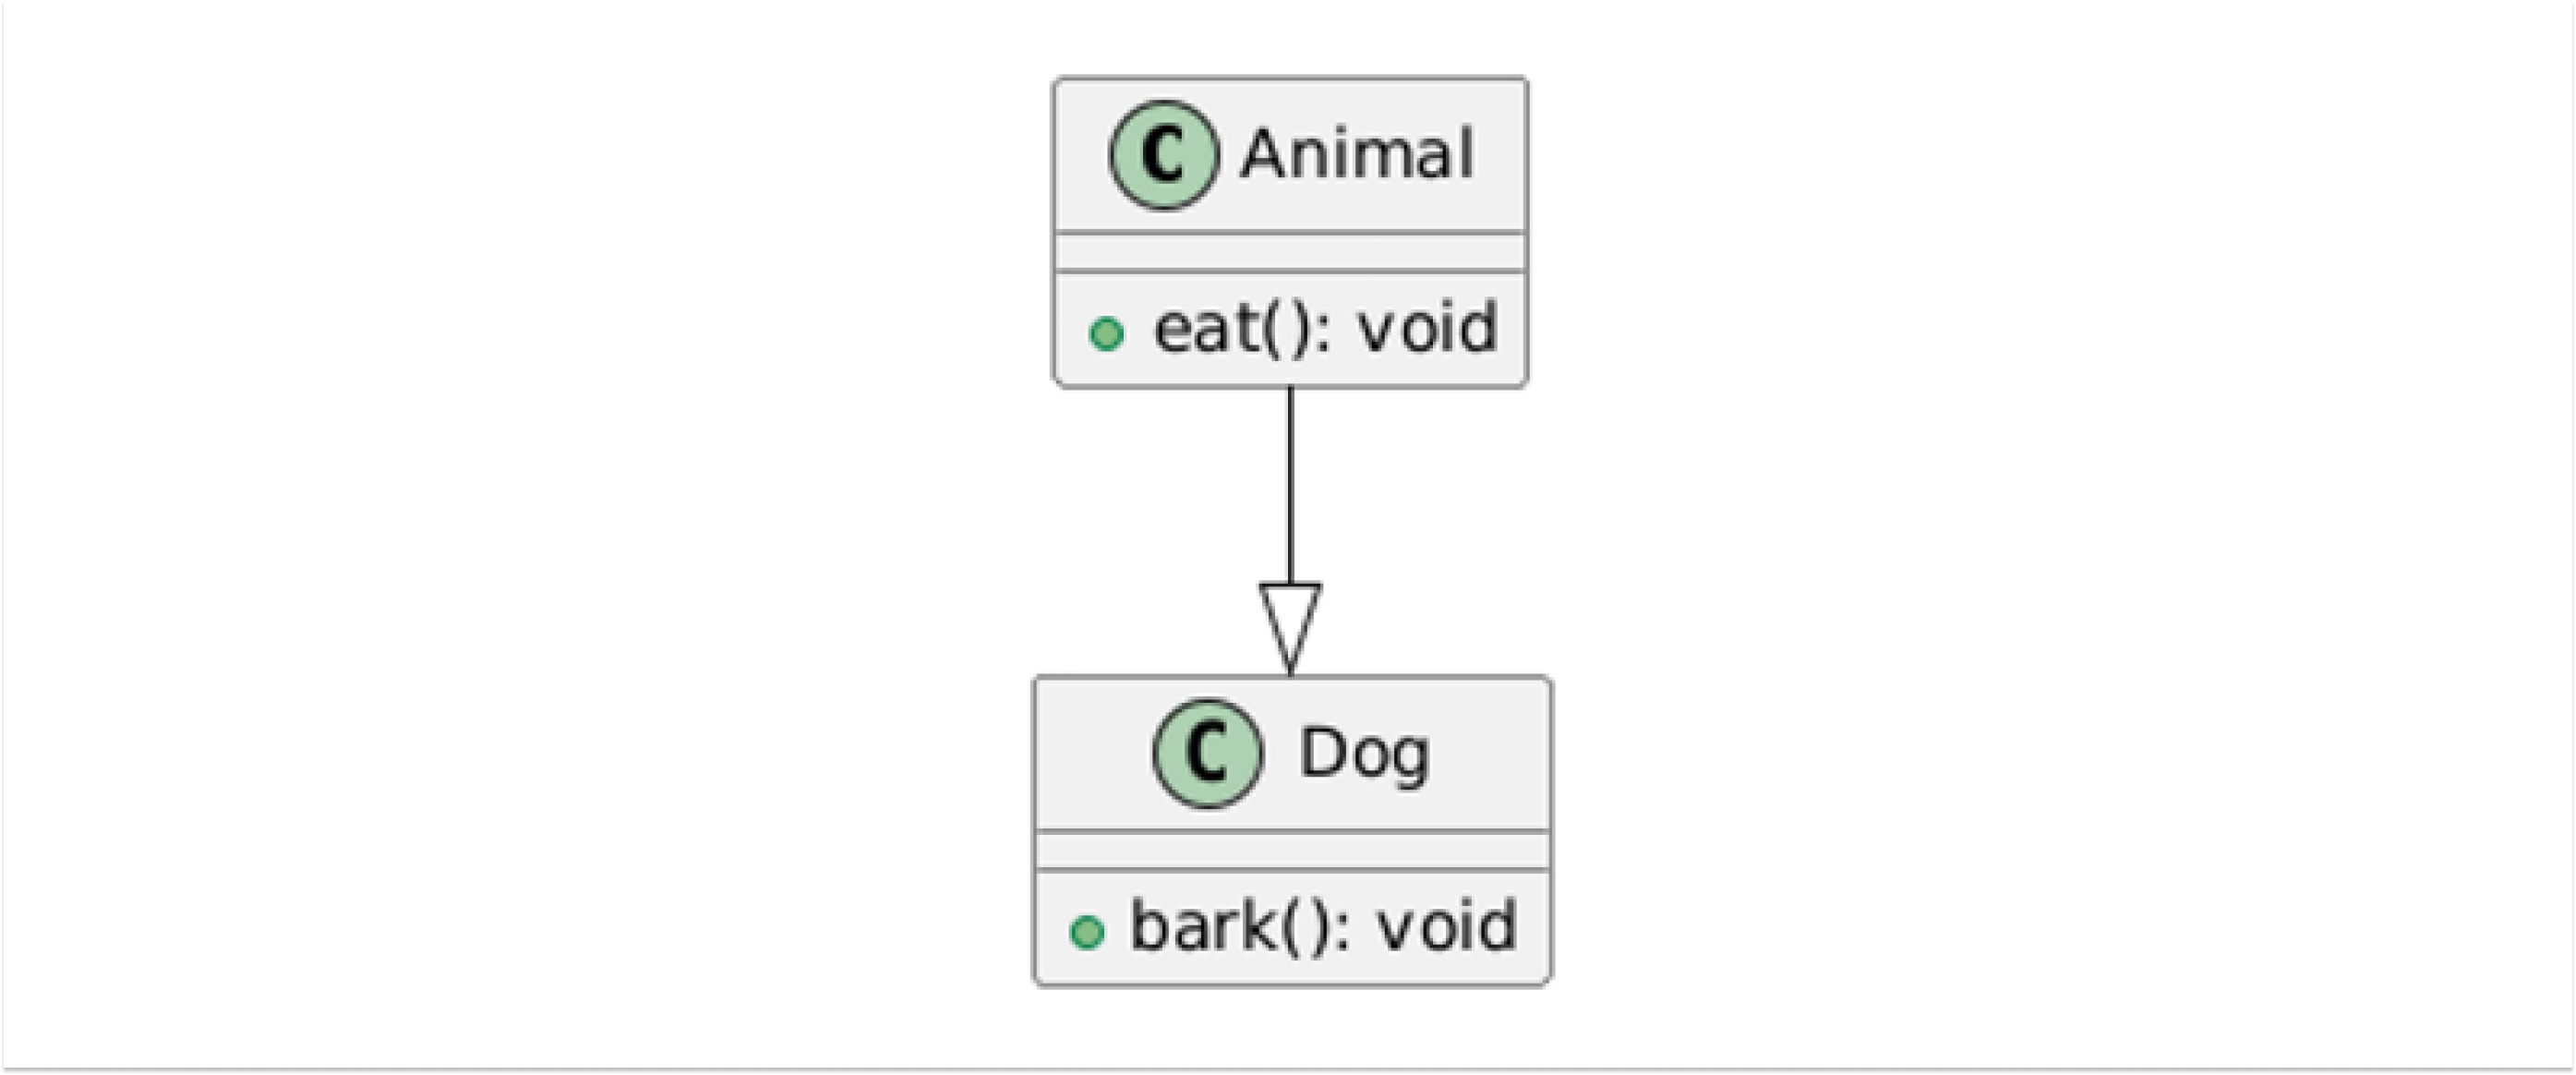 C Animal
eat(): void
C Dog
bark(): void